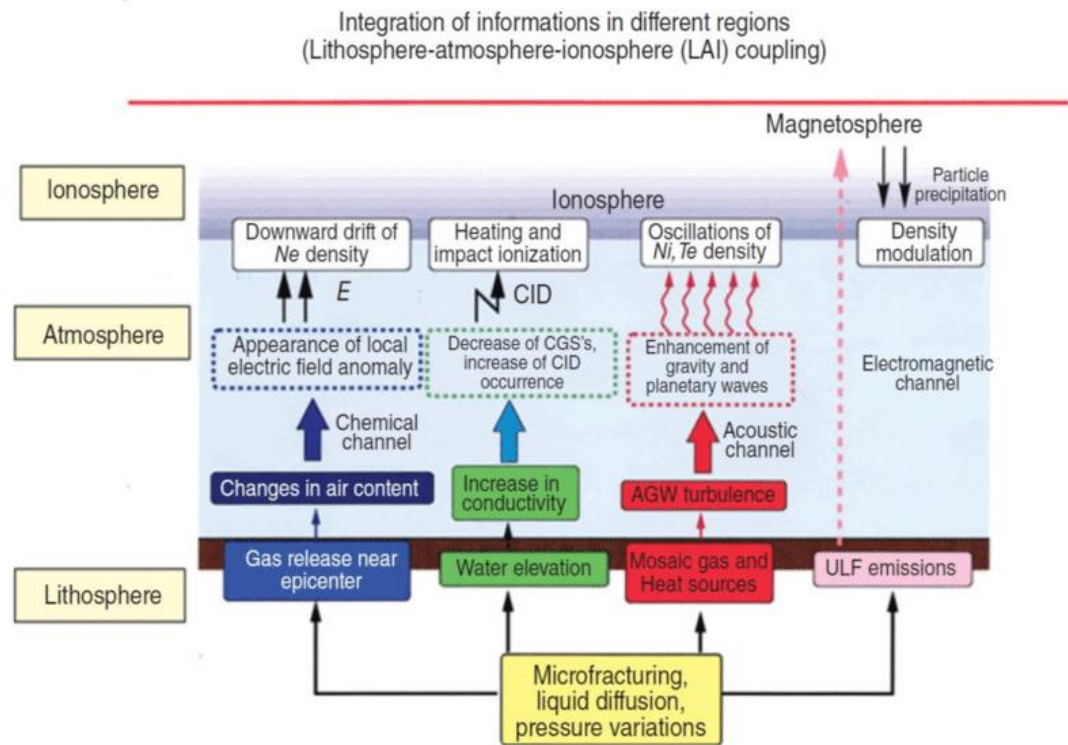 Integration of informations in different regions
(Lithosphere-atmosphere-ionosphere (LAI) coupling)
Magnetosphere
Particle
precipitation
Ionosphere
Ionosphere
Downward drift of
Ne density
Heating and
impact ionization
Oscillations of
Ni, Te density
Density
modulation
E
CID
Atmosphere
Appearance of local
electric field anomaly
Decrease of CGS's,
increase of CID
occurrence
Enhancement of
gravity and
planetary waves
Electromagnetic
channel
Chemical
channel
Acoustic
channel
Changes in air content
Increase in
conductivity
AGW turbulence
Lithosphere
Gas release near
epicenter
Water elevation
Mosaic gas and
Heat sources
ULF emissions
Microfracturing,
liquid diffusion,
pressure variations